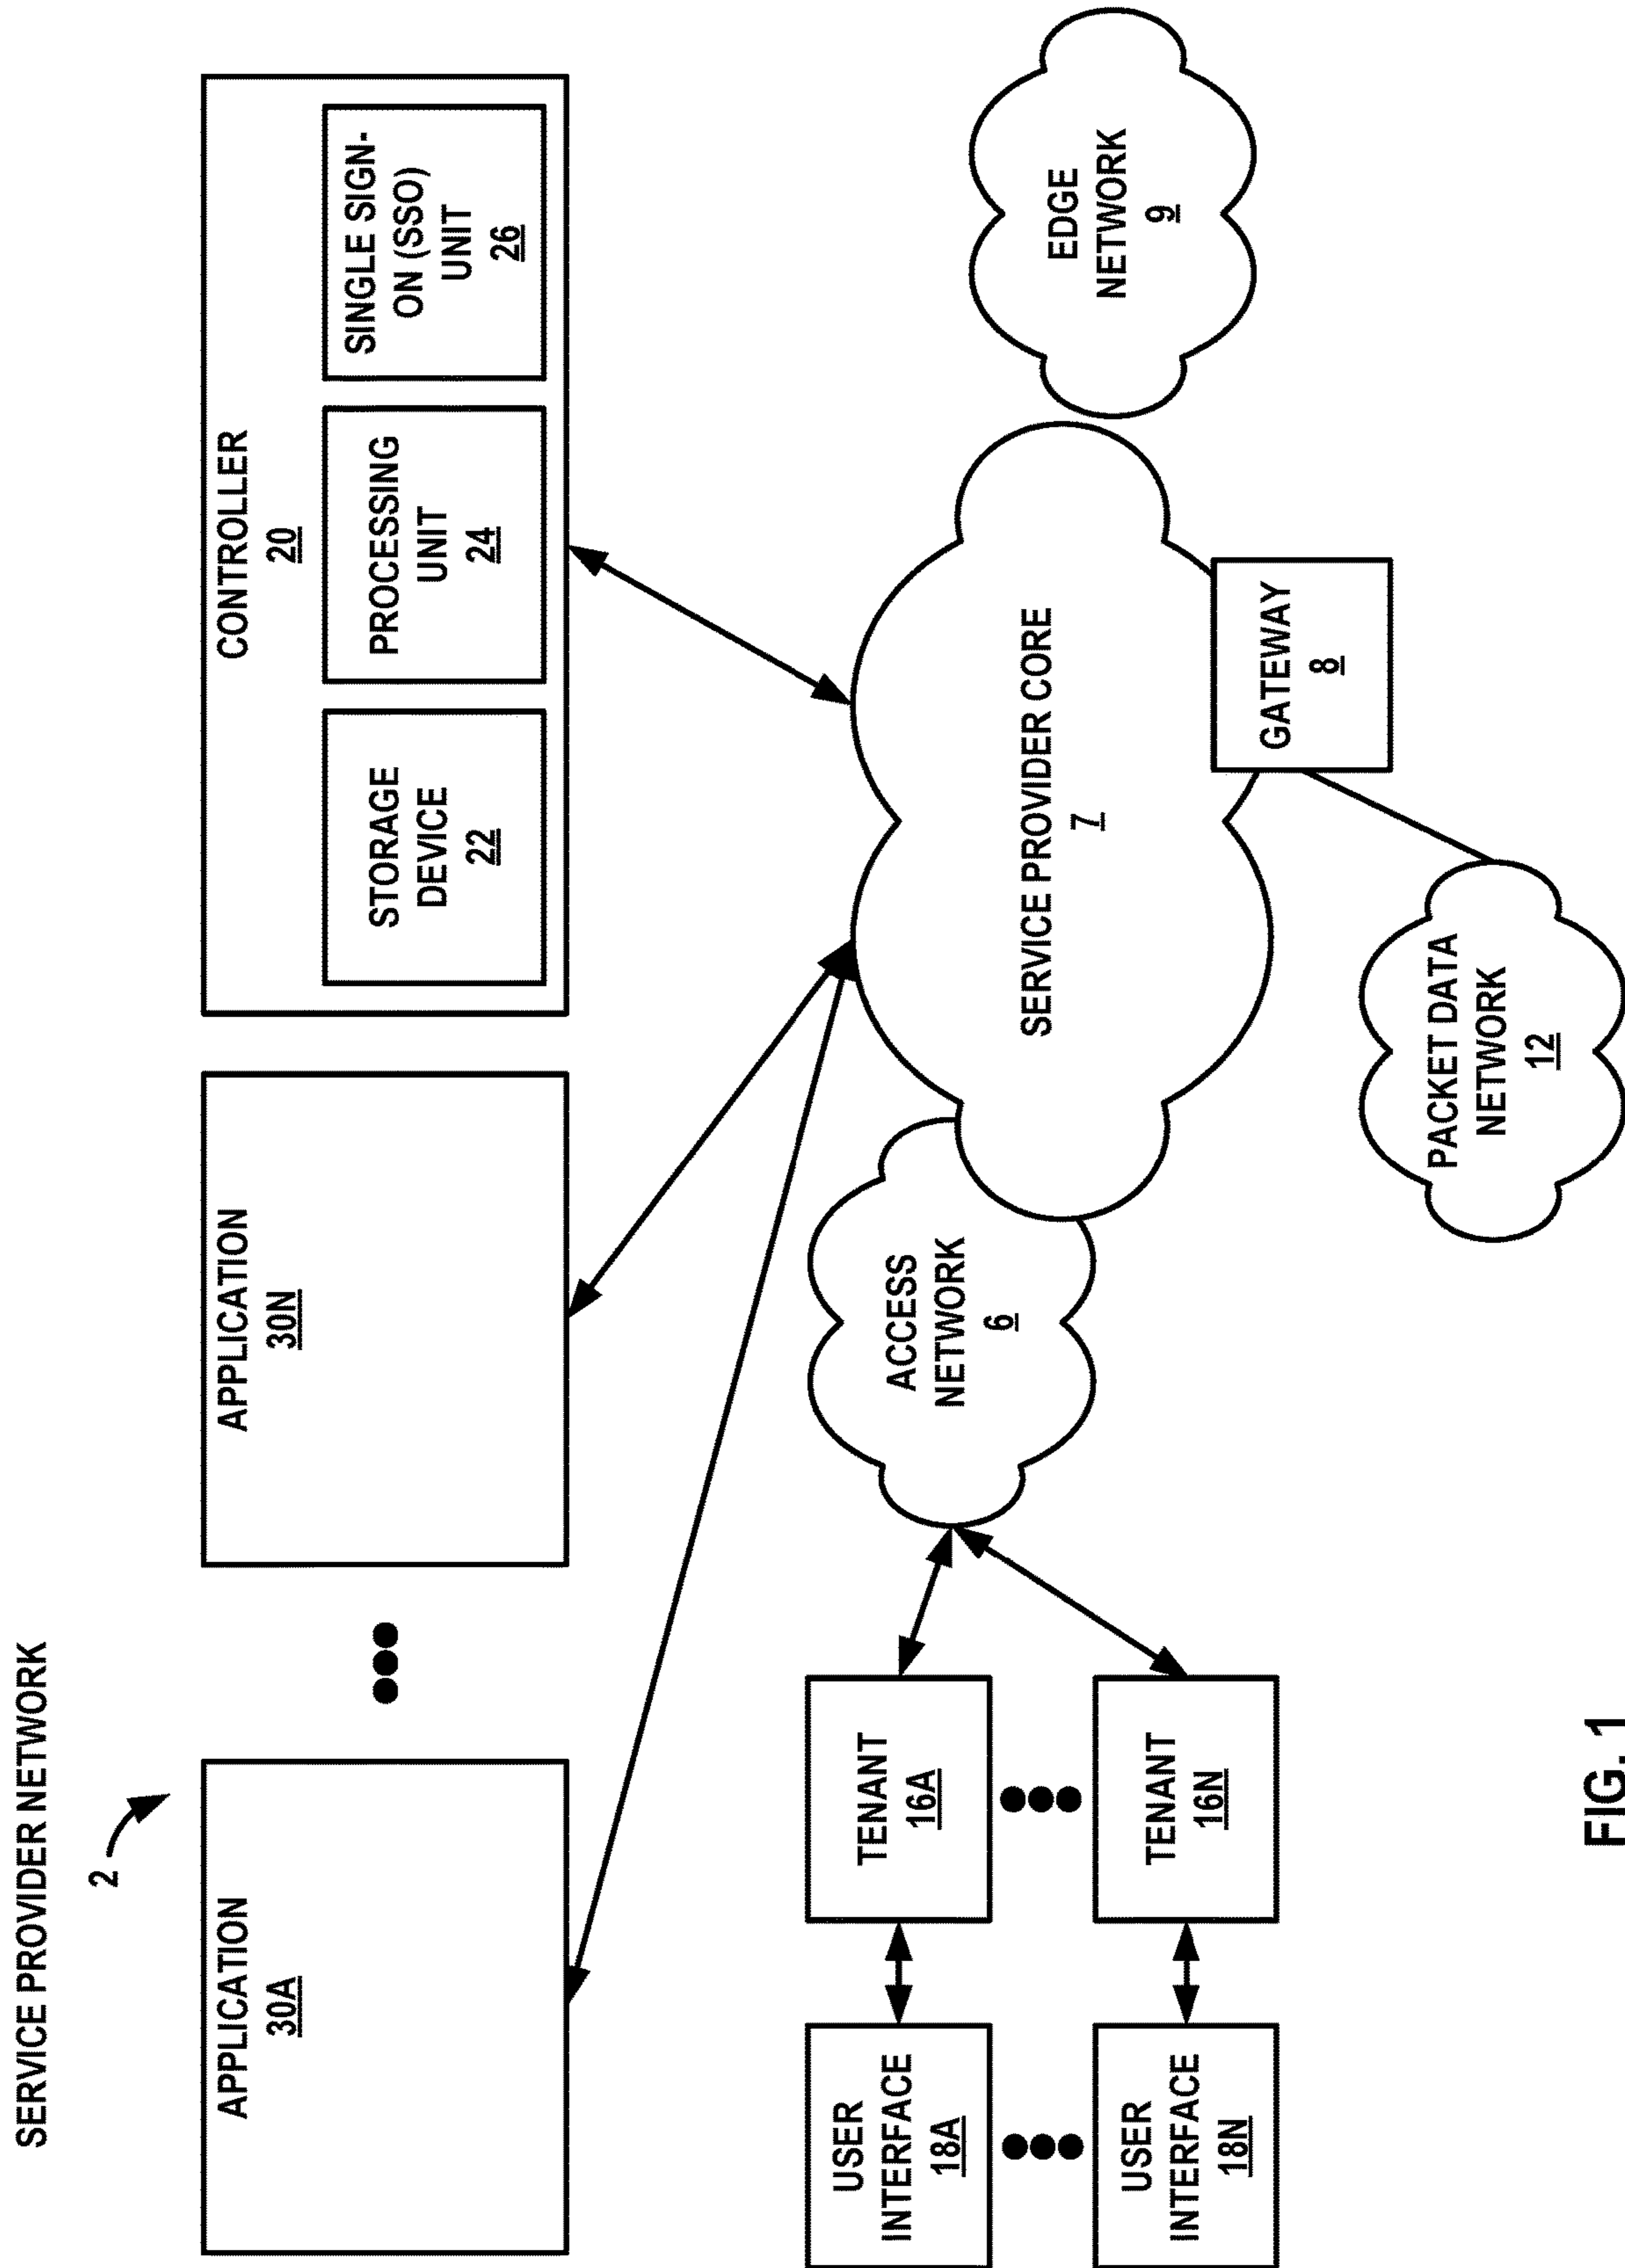 SERVICE PROVIDER NETWORK
2
APPLICATION
30A
APPLICATION
30N
CONTROLLER
20
STORAGE
DEVICE
22
PROCESSING
UNIT
24
SINGLE SIGN-
ON (SSO)
UNIT
26
USER
INTERFACE
18A
TENANT
16A
USER
INTERFACE
18N
TENANT
16N
ACCESS
NETWORK
6
SERVICE PROVIDER CORE
7
EDGE
NETWORK
9
GATEWAY
8
PACKET DATA
NETWORK
12
FIG. 1